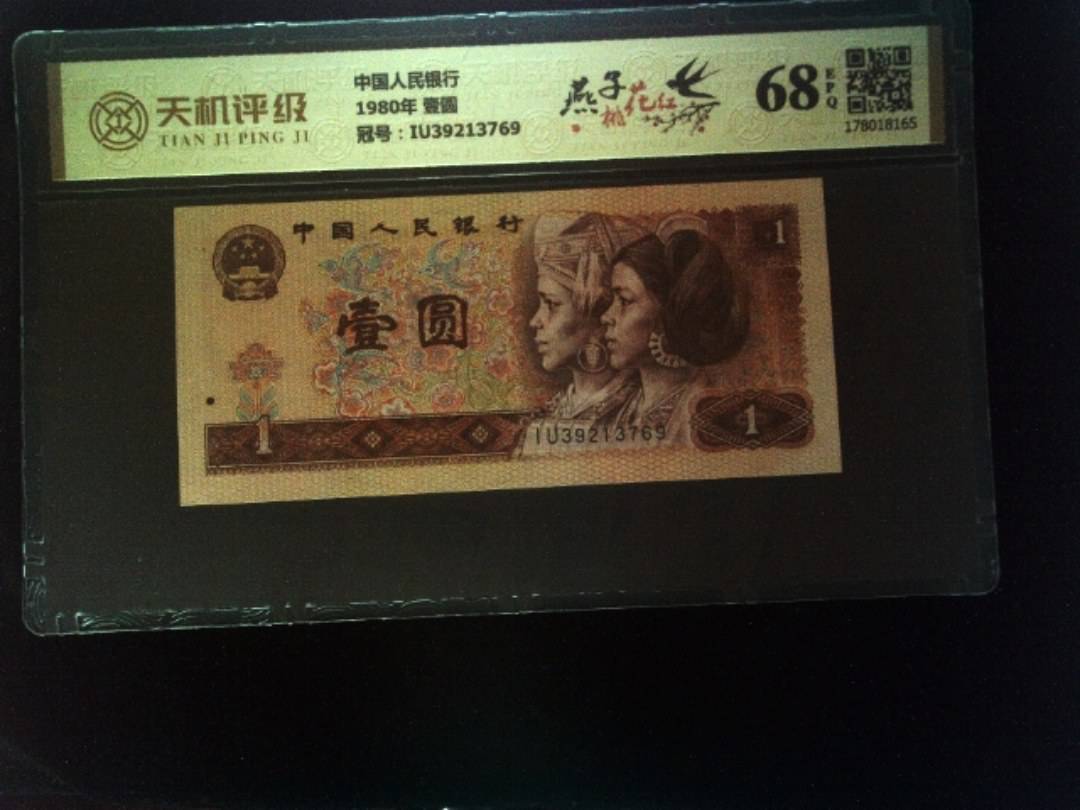 天机评级
TIAN JI PING JI
中国人民银行
1980年 壹圆
冠号：IU39213769
燕子
桃花红
68
EPQ
178018165
中国人民银行
壹圆
1
1
1
IU39213769